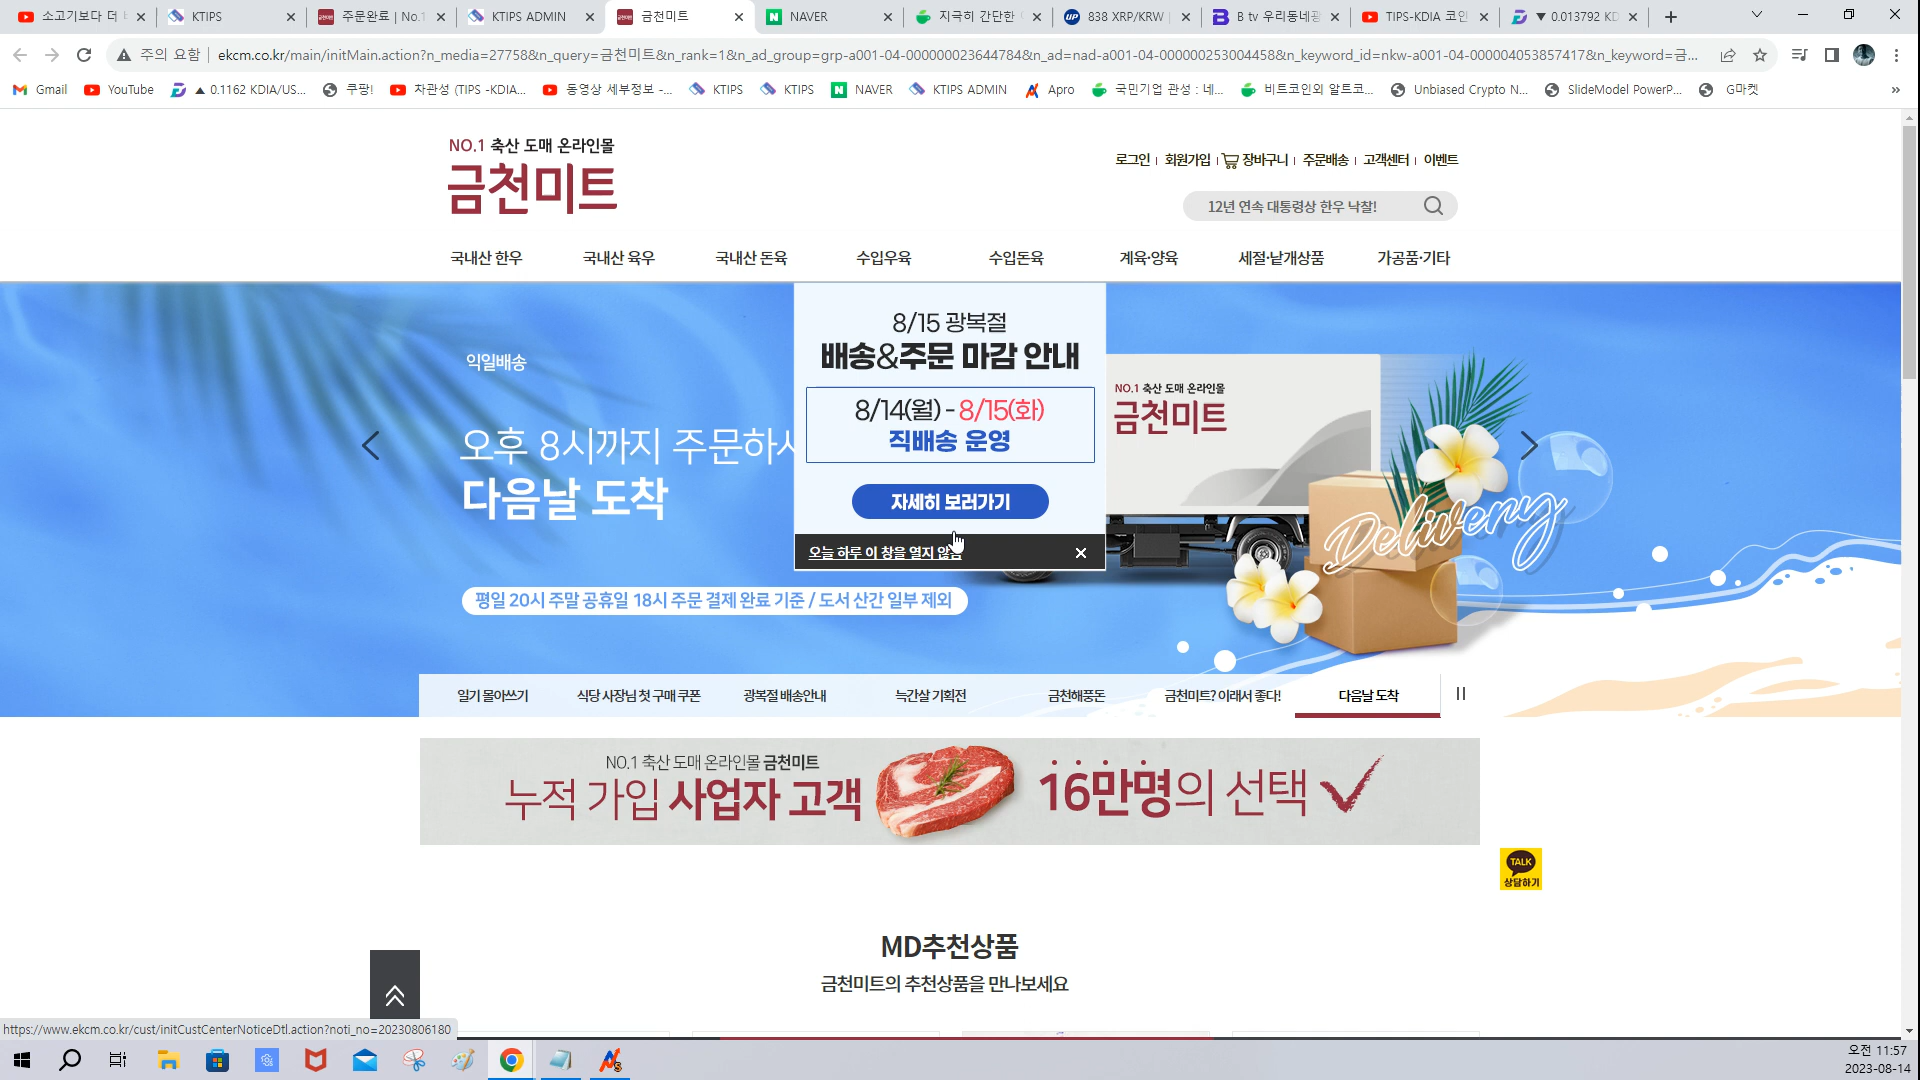 소고기보다 더
KTIPS
주문완료 | No.1
KTIPS ADMIN
금천미트
NAVER
지극히 간단한
838 XRP/KRW |
B tv 우리동네광
TIPS-KDIA 코인
▼ 0.013792 KD
주의 요함
ekcm.co.kr/main/initMain.action?n_media=27758&n_query=금천미트&n_rank=1&n_ad_group=grp-a001-04-000000023644784&n_ad=nad-a001-04-000000253004458&n_keyword_id=nkw-a001-04-000004053857417&n_keyword=금...
Gmail
YouTube
▲ 0.1162 KDIA/US...
쿠팡!
차관성 (TIPS -KDIA...
동영상 세부정보 -...
KTIPS
KTIPS
NAVER
KTIPS ADMIN
Apro
국민기업 관성 : 네...
비트코인외 알트코...
Unbiased Crypto N...
SlideModel PowerP...
G마켓
»
NO.1 축산 도매 온라인몰
금천미트
로그인
회원가입
장바구니
주문배송
고객센터
이벤트
12년 연속 대통령상 한우 낙찰!
국내산 한우
국내산 육우
국내산 돈육
수입우육
수입돈육
계육·양육
세절·낱개상품
가공품·기타
익일배송
오후 8시까지 주문하시
다음날 도착
평일 20시 주말 공휴일 18시 주문 결제 완료 기준 / 도서 산간 일부 제외
8/15 광복절
배송&주문 마감 안내
8/14(월) - 8/15(화)
직배송 운영
자세히 보러가기
오늘 하루 이 창을 열지 않음
NO.1 축산 도매 온라인몰
금천미트
Delivery
일기 몰아쓰기
식당 사장님 첫 구매 쿠폰
광복절 배송안내
늑간살 기획전
금천해풍돈
금천미트? 이래서 좋다!
다음날 도착
NO.1 축산 도매 온라인몰 금천미트
누적 가입 사업자 고객
16만명의 선택
TALK
상담하기
MD추천상품
금천미트의 추천상품을 만나보세요
https://www.ekcm.co.kr/cust/initCustCenterNoticeDtl.action?noti_no=20230806180
오전 11:57
2023-08-14